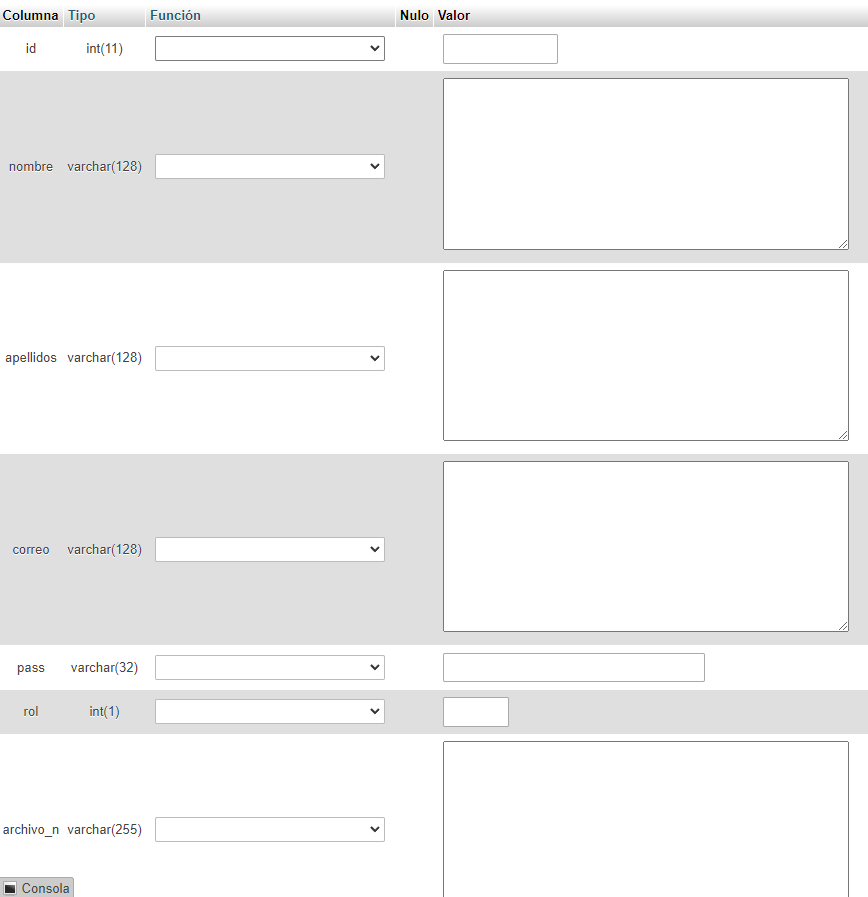 Columna Tipo Función Nulo Valor
id int(11)
nombre varchar(128)
apellidos varchar(128)
correo varchar(128)
pass varchar(32)
rol int(1)
archivo_n varchar(255)
Consola